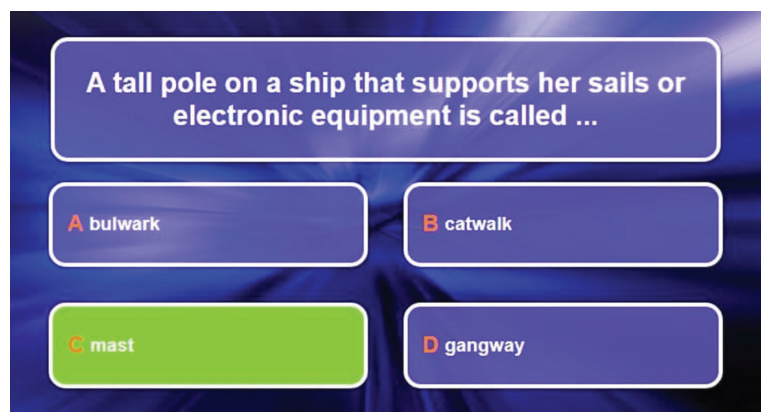 A tall pole on a ship that supports her sails or
electronic equipment is called ...
A bulwark
B catwalk
C mast
D gangway